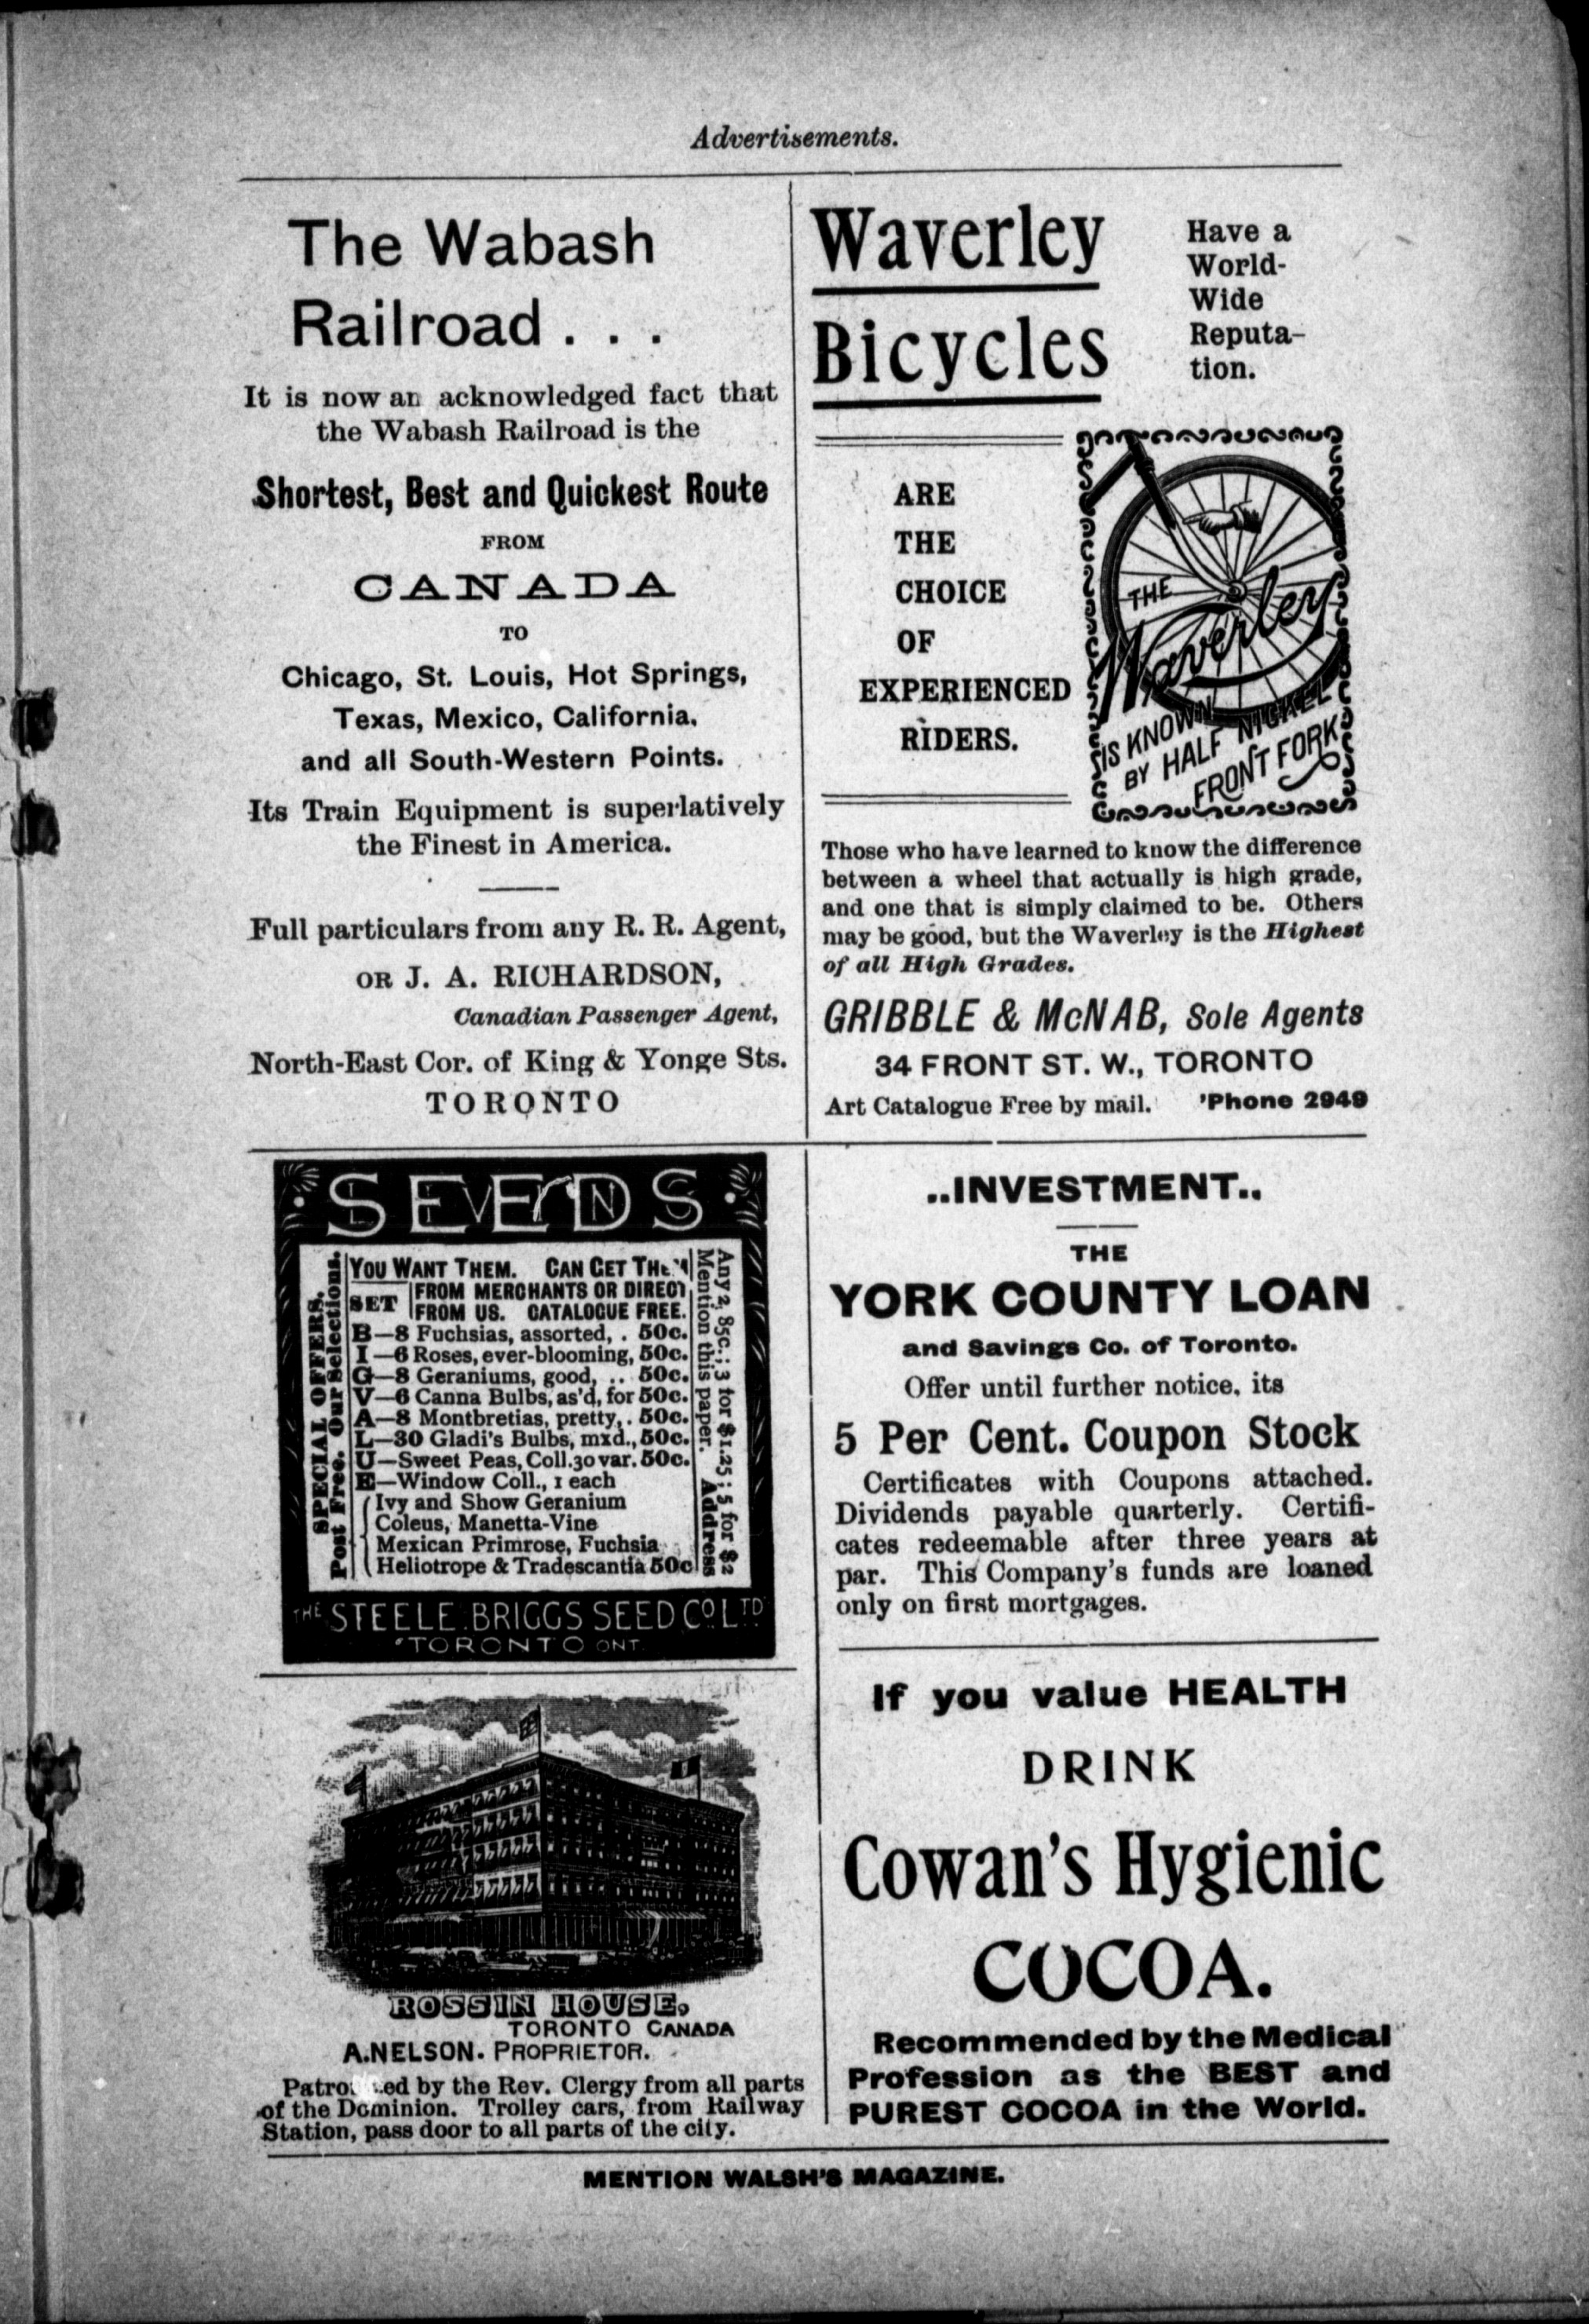 Advertisements.
The Wabash
Railroad . . .
It is now an acknowledged fact that
the Wabash Railroad is the
Shortest, Best and Quickest Route
FROM
CANADA
TO
Chicago, St. Louis, Hot Springs,
Texas, Mexico, California,
and all South-Western Points.
Its Train Equipment is superlatively
the Finest in America.
Full particulars from any R. R. Agent,
OR J. A. RICHARDSON,
Canadian Passenger Agent,
North-East Cor. of King & Yonge Sts.
TORONTO
Waverley
Bicycles
Have a
World-
Wide
Reputa-
tion.
ARE
THE
CHOICE
OF
EXPERIENCED
RIDERS.
THE
Waverley
IS KNOWN
BY HALF NICKEL
FRONT FORKS
Those who have learned to know the difference
between a wheel that actually is high grade,
and one that is simply claimed to be. Others
may be good, but the Waverley is the Highest
of all High Grades.
GRIBBLE & McNAB, Sole Agents
34 FRONT ST. W., TORONTO
Art Catalogue Free by mail. 'Phone 2949
SEEDS
SPECIAL OFFERS.
Post Free. Our Selections.
YOU WANT THEM. CAN GET THEM
FROM MERCHANTS OR DIRECT
SET FROM US. CATALOGUE FREE.
B—8 Fuchsias, assorted, . 50c.
I—6 Roses, ever-blooming, 50c.
G—8 Geraniums, good, .. 50c.
V—6 Canna Bulbs, as'd, for 50c.
A—8 Montbretias, pretty, . 50c.
L—30 Gladi's Bulbs, mxd., 50c.
U—Sweet Peas, Coll. 30 var. 50c.
E—Window Coll., 1 each
Ivy and Show Geranium
Coleus, Manetta-Vine
Mexican Primrose, Fuchsia
Heliotrope & Tradescantia 50c
Any 2, 85c.; 3 for $1.25; 5 for $2
Mention this paper. Address
THE STEELE. BRIGGS SEED CO. LTD
TORONTO ONT.
..INVESTMENT..
THE
YORK COUNTY LOAN
and Savings Co. of Toronto.
Offer until further notice, its
5 Per Cent. Coupon Stock
Certificates with Coupons attached.
Dividends payable quarterly. Certifi-
cates redeemable after three years at
par. This Company's funds are loaned
only on first mortgages.
ROSSIN HOUSE,
TORONTO CANADA
A. NELSON. PROPRIETOR.
by the Rev. Clergy from all parts
of the Dominion. Trolley cars, from Railway
Station, pass door to all parts of the city.
If you value HEALTH
DRINK
Cowan's Hygienic
COCOA.
Recommended by the Medical
Profession as the BEST and
PUREST COCOA in the World.
MENTION WALSH'S MAGAZINE.